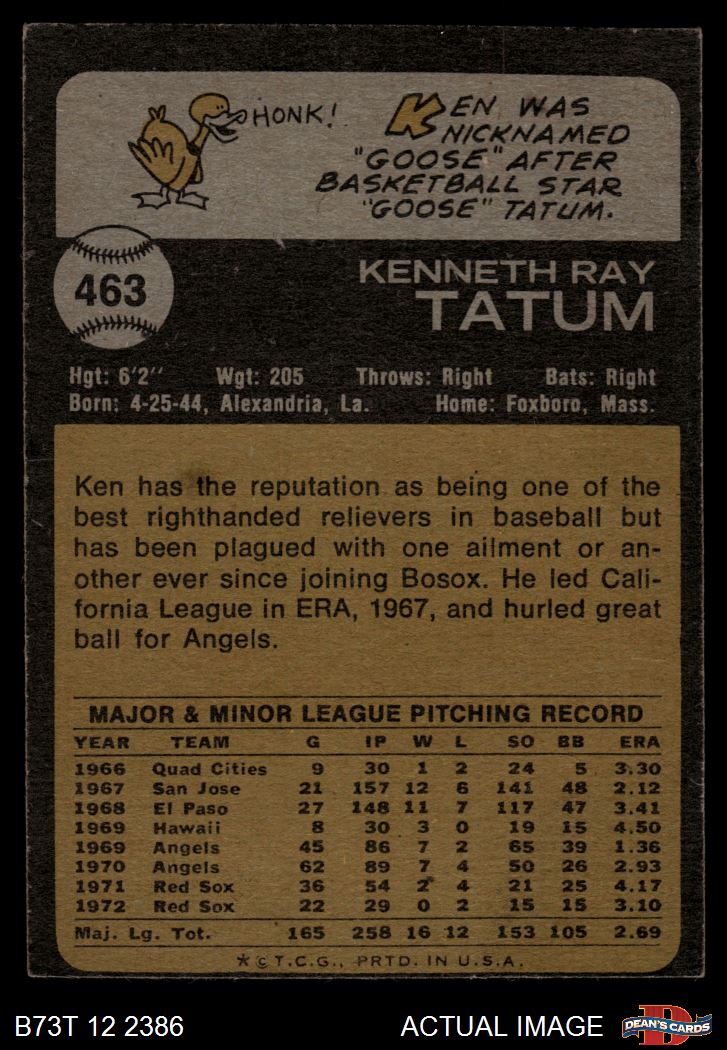 HONK!
KEN WAS
NICKNAMED
"GOOSE" AFTER
BASKETBALL STAR
"GOOSE" TATUM.
463
KENNETH RAY
TATUM
Hgt: 6'2" Wgt: 205 Throws: Right Bats: Right
Born: 4-25-44, Alexandria, La. Home: Foxboro, Mass.
Ken has the reputation as being one of the
best righthanded relievers in baseball but
has been plagued with one ailment or an-
other ever since joining Bosox. He led Cali-
fornia League in ERA, 1967, and hurled great
ball for Angels.
MAJOR & MINOR LEAGUE PITCHING RECORD
YEAR TEAM G IP W L SO BB ERA
1966 Quad Cities 9 30 1 2 24 5 3.30
1967 San Jose 21 157 12 6 141 48 2.12
1968 El Paso 27 148 11 7 117 47 3.41
1969 Hawaii 8 30 3 0 19 15 4.50
1969 Angels 45 86 7 2 65 39 1.36
1970 Angels 62 89 7 4 50 26 2.93
1971 Red Sox 36 54 2 4 21 25 4.17
1972 Red Sox 22 29 0 2 15 15 3.10
Maj. Lg. Tot. 165 258 16 12 153 105 2.69
*© T.C.G., PRTD. IN U.S.A.
B73T 12 2386 ACTUAL IMAGE
D
DEAN'S CARDS